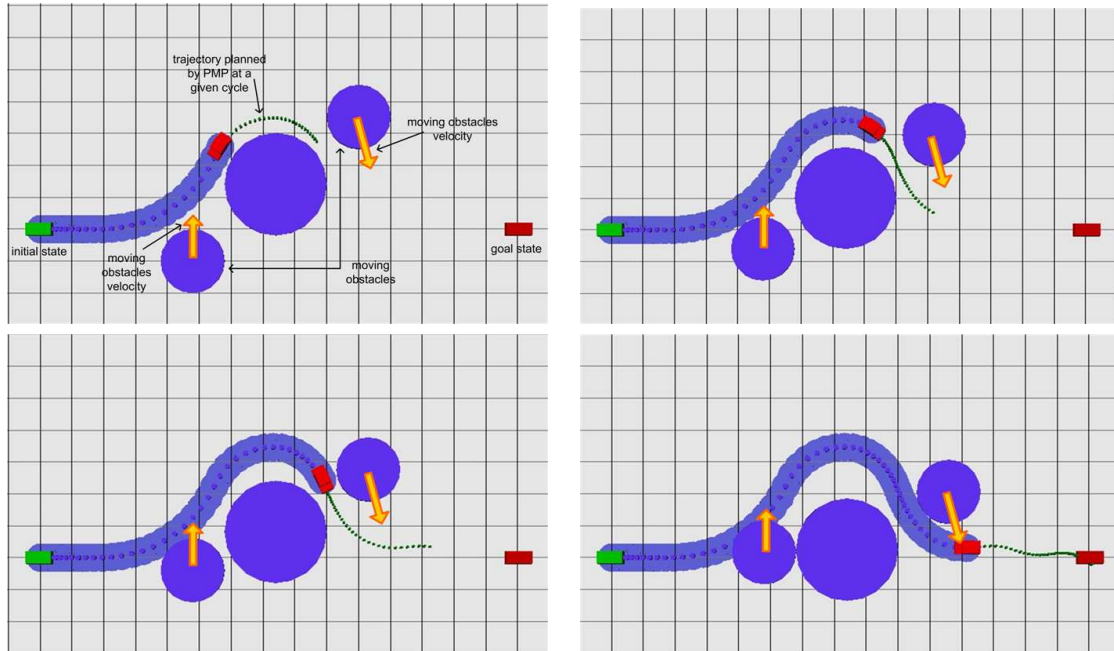 trajectory planned
by PMP at a
given cycle
moving obstacles
velocity
initial state
moving
obstacles
velocity
moving
obstacles
goal state